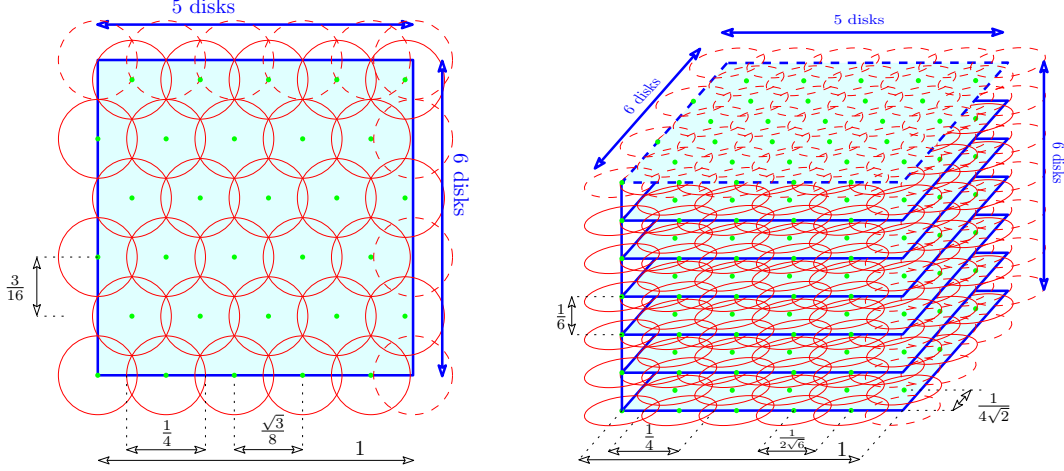 5 disks
6 disks
3/16
1/4
√3/8
1
5 disks
6 disks
6 disks
1/6
1/4
1/(2√6)
1
1/(4√2)